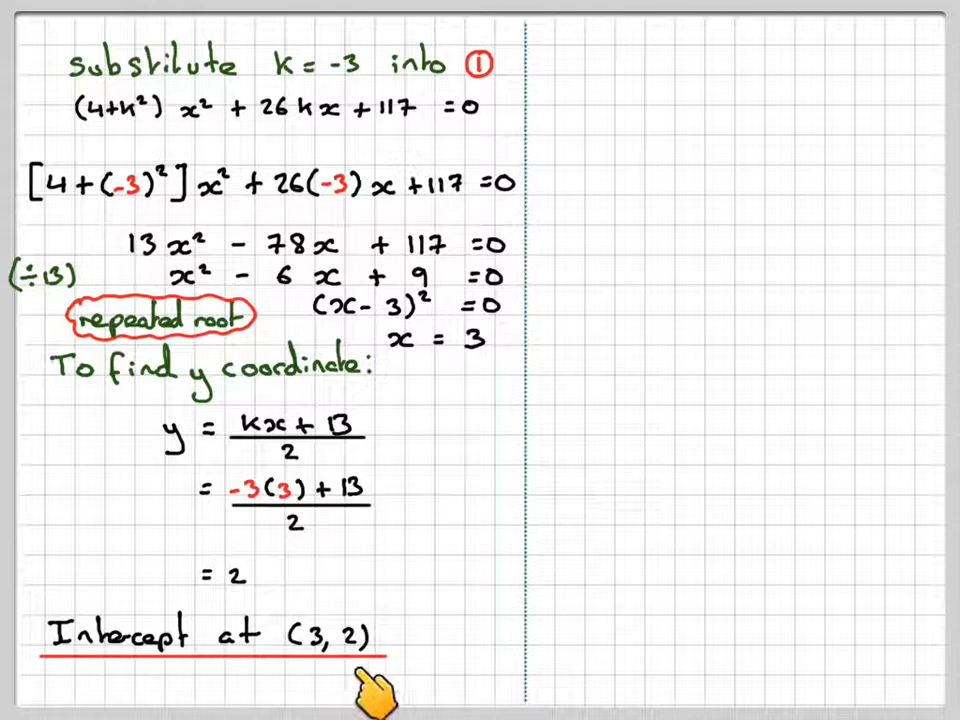 substitute k = -3 into ①
(4+k²) x² + 26kx + 117 = 0
[4 + (-3)²] x² + 26(-3)x + 117 = 0
13x² - 78x + 117 = 0
(÷13) x² - 6x + 9 = 0
(x - 3)² = 0
repeated root
x = 3
To find y coordinate:
y = kx + 13
2
= -3(3) + 13
2
= 2
Intercept at (3, 2)